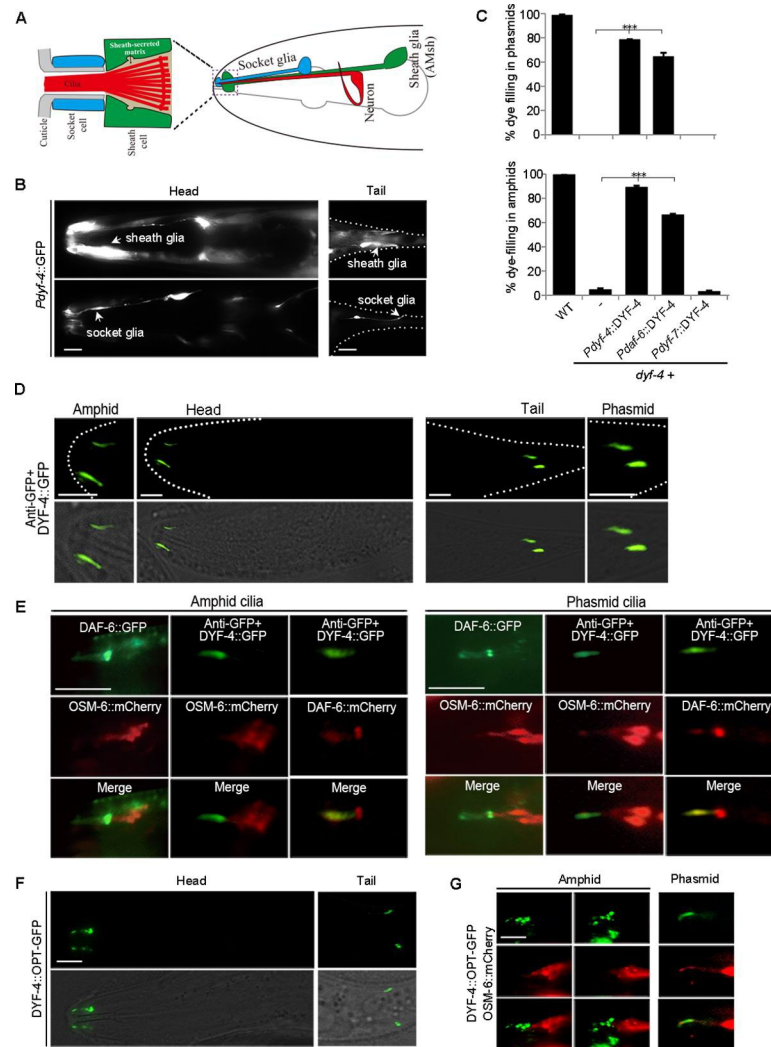 A
Sheath-secreted
matrix
Cilia
Cuticle
Socket
cell
Sheath
cell
Socket glia
Neuron
Sheath glia
(AMsh)
B
Head
Tail
Pdyf-4::GFP
sheath glia
sheath glia
socket glia
socket glia
C
% dye filling in phasmids
100
80
60
40
20
0
***
% dye-filling in amphids
100
80
60
40
20
0
***
WT
-
Pdyf-4::DYF-4
Pdaf-6::DYF-4
Pdyf-7::DYF-4
dyf-4 +
D
Amphid
Head
Tail
Phasmid
Anti-GFP+
DYF-4::GFP
E
Amphid cilia
Phasmid cilia
DAF-6::GFP
Anti-GFP+
DYF-4::GFP
Anti-GFP+
DYF-4::GFP
DAF-6::GFP
Anti-GFP+
DYF-4::GFP
Anti-GFP+
DYF-4::GFP
OSM-6::mCherry
OSM-6::mCherry
DAF-6::mCherry
OSM-6::mCherry
OSM-6::mCherry
DAF-6::mCherry
Merge
Merge
Merge
Merge
Merge
Merge
F
Head
Tail
DYF-4::OPT-GFP
G
Amphid
Phasmid
DYF-4::OPT-GFP
OSM-6::mCherry